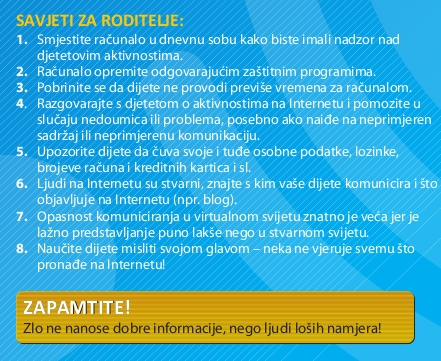 SAVJETI ZA RODITELJE:
1. Smjestite računalo u dnevnu sobu kako biste imali nadzor nad
djetetovim aktivnostima.
2. Računalo opremite odgovarajućim zaštitnim programima.
3. Pobrinite se da dijete ne provodi previše vremena za računalom.
4. Razgovarajte s djetetom o aktivnostima na Internetu i pomozite u
slučaju nedoumica ili problema, posebno ako naiđe na neprimjeren
sadržaj ili neprimjerenu komunikaciju.
5. Upozorite dijete da čuva svoje i tuđe osobne podatke, lozinke,
brojeve računa i kreditnih kartica i sl.
6. Ljudi na Internetu su stvarni, znajte s kim vaše dijete komunicira i što
objavljuje na Internetu (npr. blog).
7. Opasnost komuniciranja u virtualnom svijetu znatno je veća jer je
lažno predstavljanje puno lakše nego u stvarnom svijetu.
8. Naučite dijete misliti svojom glavom – neka ne vjeruje svemu što
pronađe na Internetu!
ZAPAMTITE!
Zlo ne nanose dobre informacije, nego ljudi loših namjera!